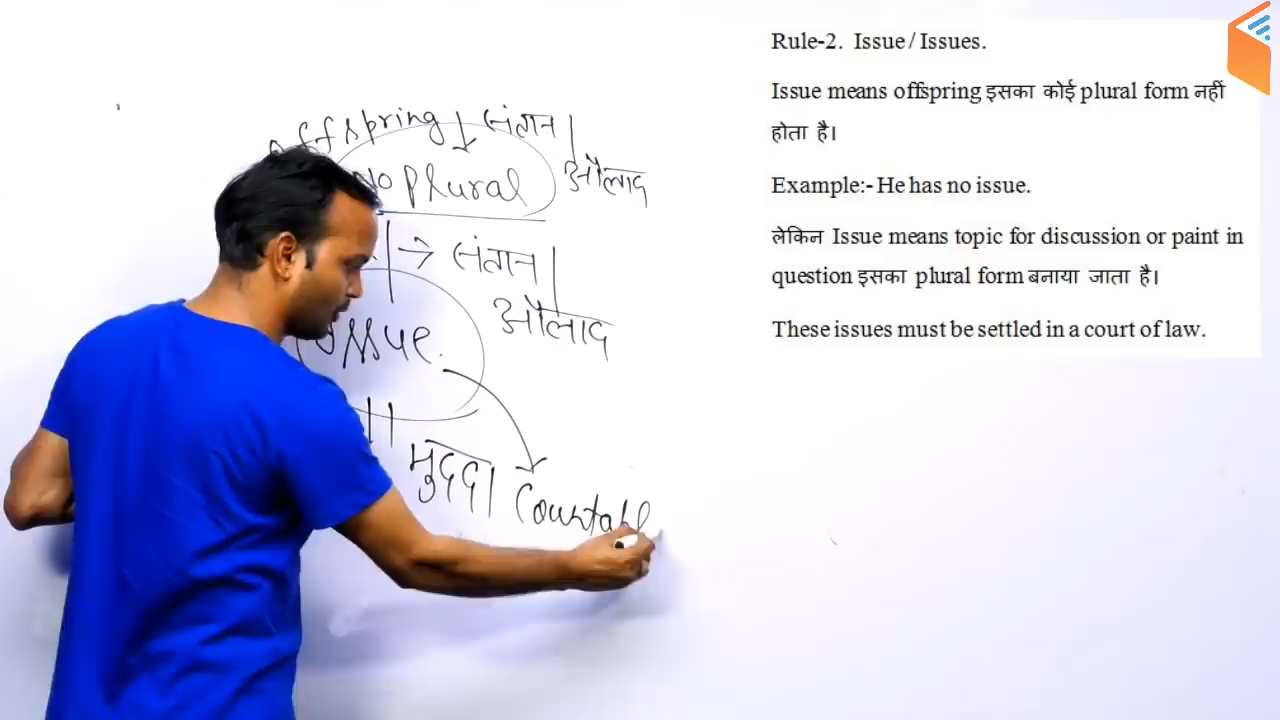 offspring संतान
No Plural औलाद
→ संतान
औलाद
Issue.
मुद्दा Countabl
Rule-2. Issue / Issues.
Issue means offspring इसका कोई plural form नहीं
होता है।
Example:- He has no issue.
लेकिन Issue means topic for discussion or paint in
question इसका plural form बनाया जाता है।
These issues must be settled in a court of law.